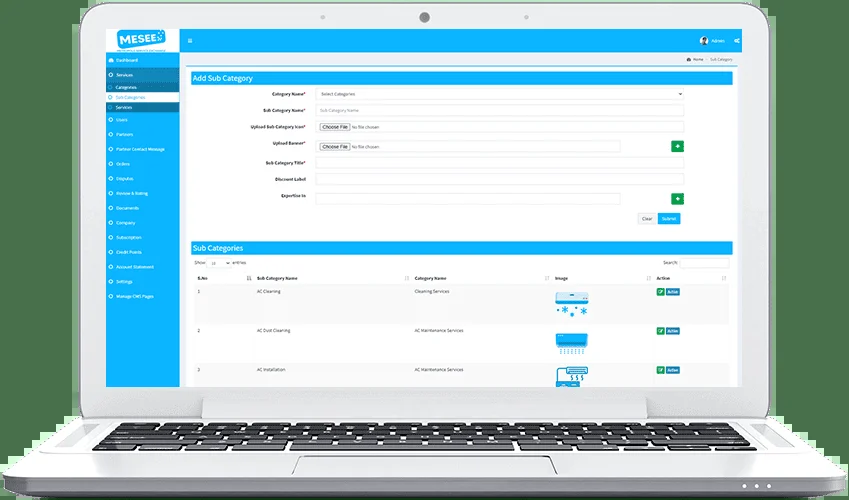 MESEE
Admin
Home / Sub Category
Dashboard
Services
Categories
Sub Categories
Services
Users
Partners
Partner Contact Message
Orders
Disputes
Review & Rating
Documents
Company
Subscription
Credit Points
Account Statement
Settings
Manage CMS Pages
Add Sub Category
Category Name* Select Categories
Sub Category Name* Sub Category Name
Upload Sub Category Icon* Choose File No file chosen
Upload Banner* Choose File No file chosen
Sub Category Title*
Discount Label
Expertise In
Clear Submit
Sub Categories
Show 10 entries Search:
S.No Sub Category Name Category Name Image Action
1 AC Cleaning Cleaning Services Active
2 AC Dust Cleaning AC Maintenance Services Active
3 AC Installation AC Maintenance Services Active